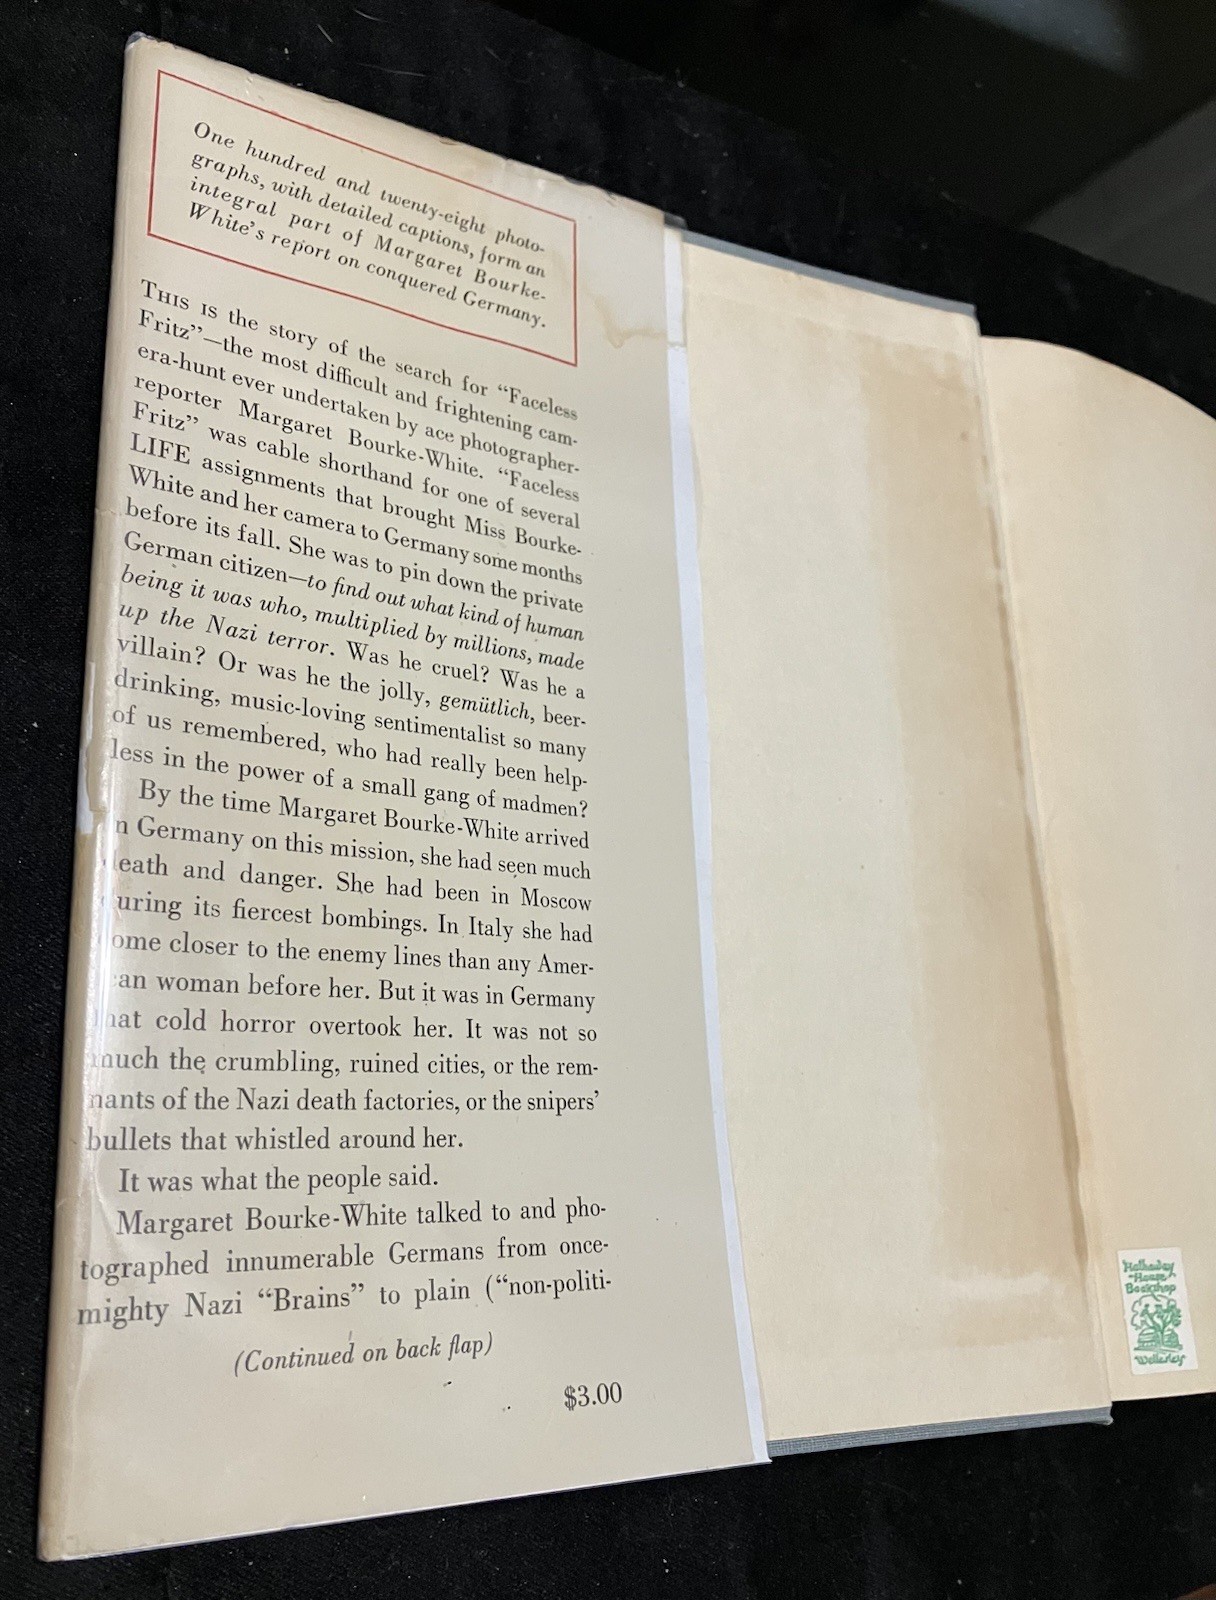 One hundred and twenty-eight photo-
graphs, with detailed captions, form an
integral part of Margaret Bourke-
White's report on conquered Germany.
THIS IS the story of the search for “Faceless
Fritz”—the most difficult and frightening cam-
era-hunt ever undertaken by ace photographer-
reporter Margaret Bourke-White. “Faceless
Fritz” was cable shorthand for one of several
LIFE assignments that brought Miss Bourke-
White and her camera to Germany some months
before its fall. She was to pin down the private
German citizen—to find out what kind of human
being it was who, multiplied by millions, made
up the Nazi terror. Was he cruel? Was he a
villain? Or was he the jolly, gemütlich, beer-
drinking, music-loving sentimentalist so many
of us remembered, who had really been help-
less in the power of a small gang of madmen?
By the time Margaret Bourke-White arrived
n Germany on this mission, she had seen much
eath and danger. She had been in Moscow
uring its fiercest bombings. In Italy she had
ome closer to the enemy lines than any Amer-
can woman before her. But it was in Germany
hat cold horror overtook her. It was not so
much the crumbling, ruined cities, or the rem-
nants of the Nazi death factories, or the snipers’
bullets that whistled around her.
It was what the people said.
Margaret Bourke-White talked to and pho-
tographed innumerable Germans from once-
mighty Nazi “Brains” to plain (“non-politi-
(Continued on back flap)
$3.00
Hathaway
House
Bookshop
Wellesley